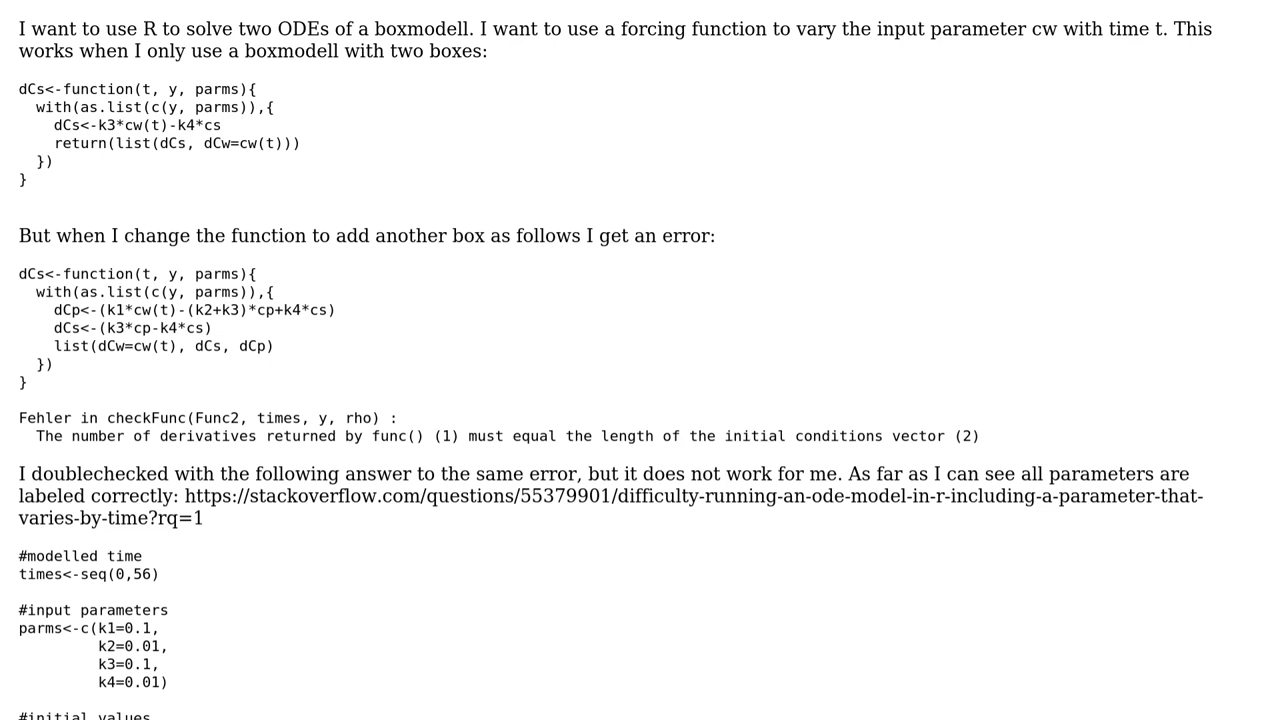 I want to use R to solve two ODEs of a boxmodell. I want to use a forcing function to vary the input parameter cw with time t. This
works when I only use a boxmodell with two boxes:
dCs<-function(t, y, parms){
  with(as.list(c(y, parms)),{
    dCs<-k3*cw(t)-k4*cs
    return(list(dCs, dCw=cw(t)))
  })
}
But when I change the function to add another box as follows I get an error:
dCs<-function(t, y, parms){
  with(as.list(c(y, parms)),{
    dCp<-(k1*cw(t)-(k2+k3)*cp+k4*cs)
    dCs<-(k3*cp-k4*cs)
    list(dCw=cw(t), dCs, dCp)
  })
}
Fehler in checkFunc(Func2, times, y, rho) :
  The number of derivatives returned by func() (1) must equal the length of the initial conditions vector (2)
I doublechecked with the following answer to the same error, but it does not work for me. As far as I can see all parameters are
labeled correctly: https://stackoverflow.com/questions/55379901/difficulty-running-an-ode-model-in-r-including-a-parameter-that-
varies-by-time?rq=1
#modelled time
times<-seq(0,56)
#input parameters
parms<-c(k1=0.1,
         k2=0.01,
         k3=0.1,
         k4=0.01)
#initial values